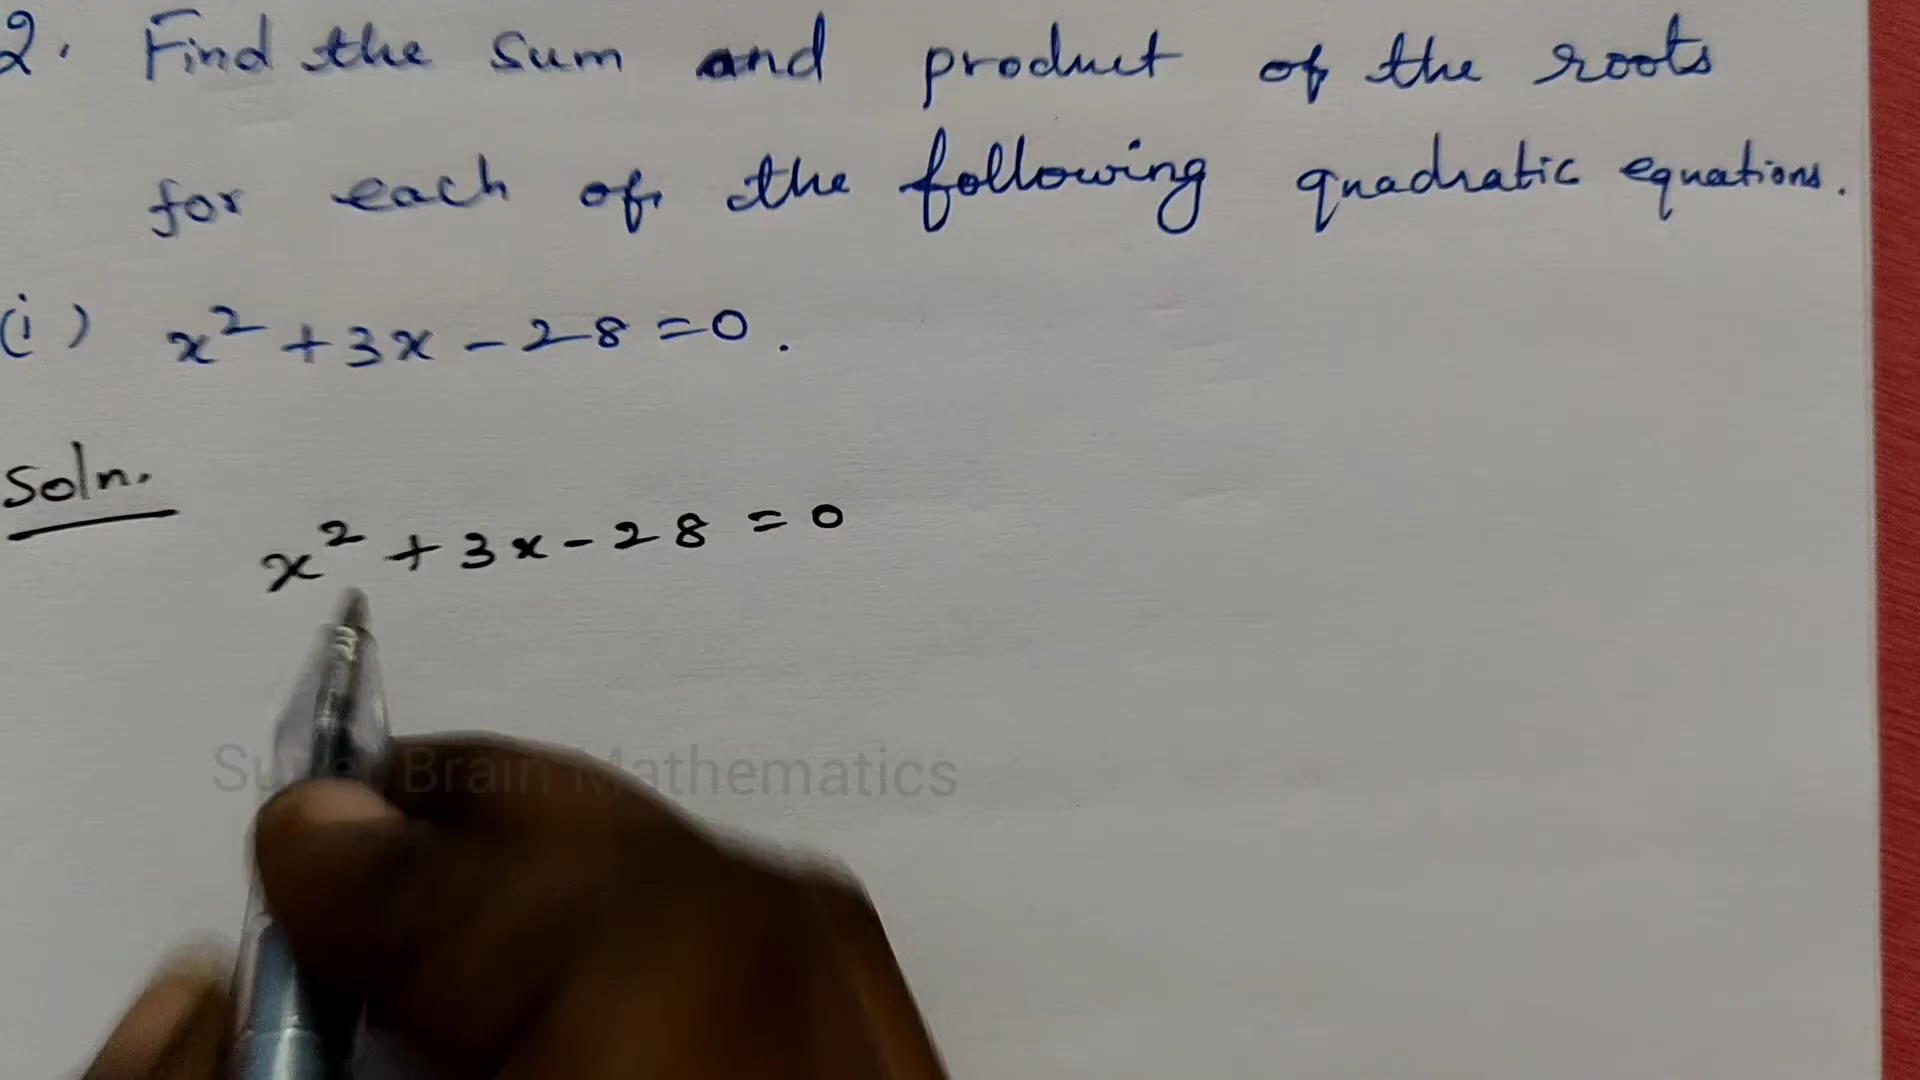 2. Find the sum and product of the roots
for each of the following quadratic equations.
(i) x² + 3x - 28 = 0.
Soln.
x² + 3x - 28 = 0
Super Brain Mathematics